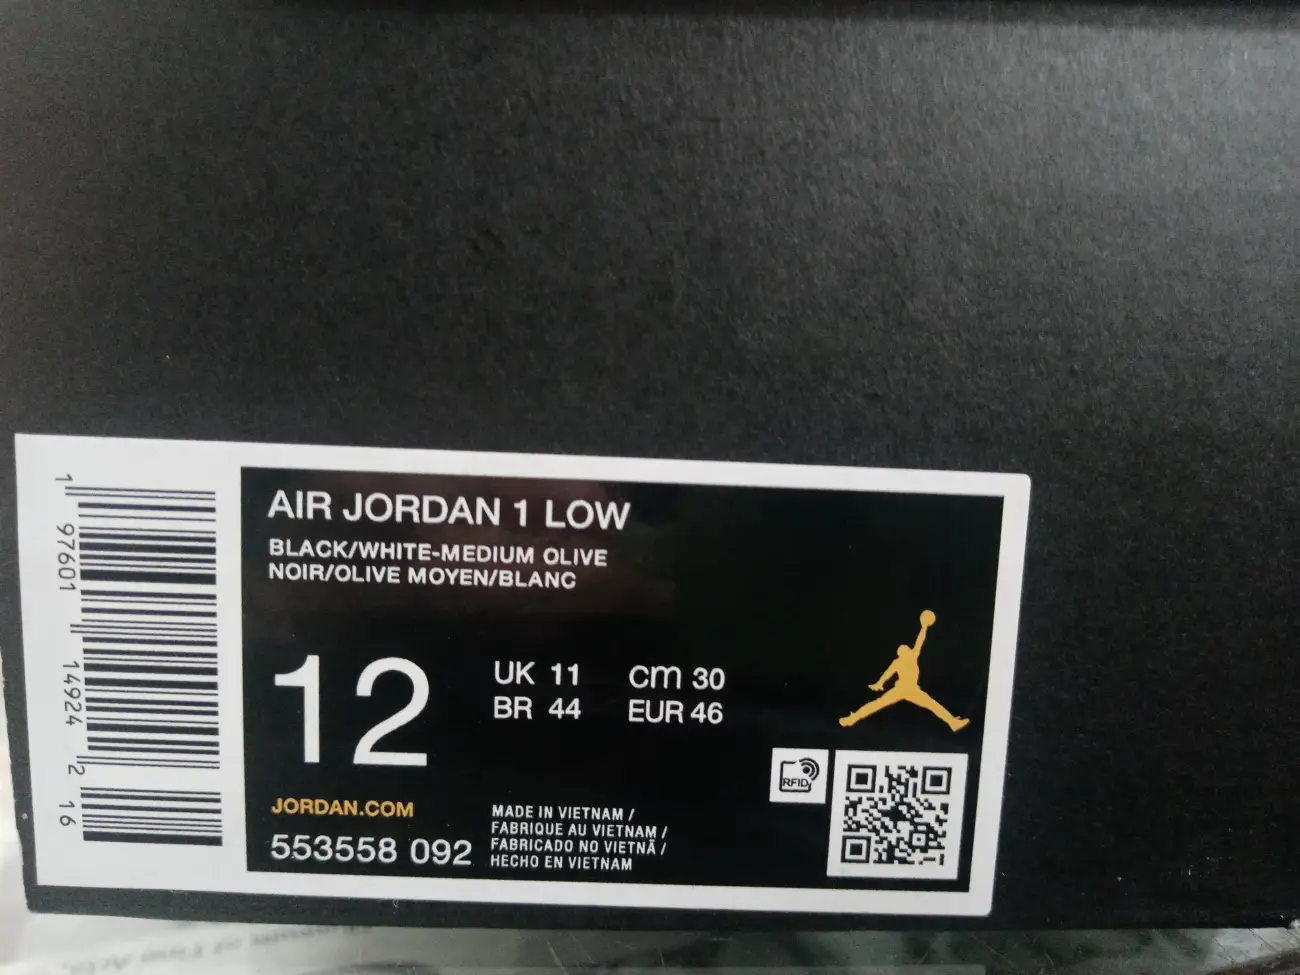 AIR JORDAN 1 LOW
BLACK/WHITE-MEDIUM OLIVE
NOIR/OLIVE MOYEN/BLANC
12
UK 11
cm 30
BR 44
EUR 46
RFID
JORDAN.COM
553558 092
MADE IN VIETNAM /
FABRIQUE AU VIETNAM /
FABRICADO NO VIETNÃ /
HECHO EN VIETNAM
1 97601 14924 2 16